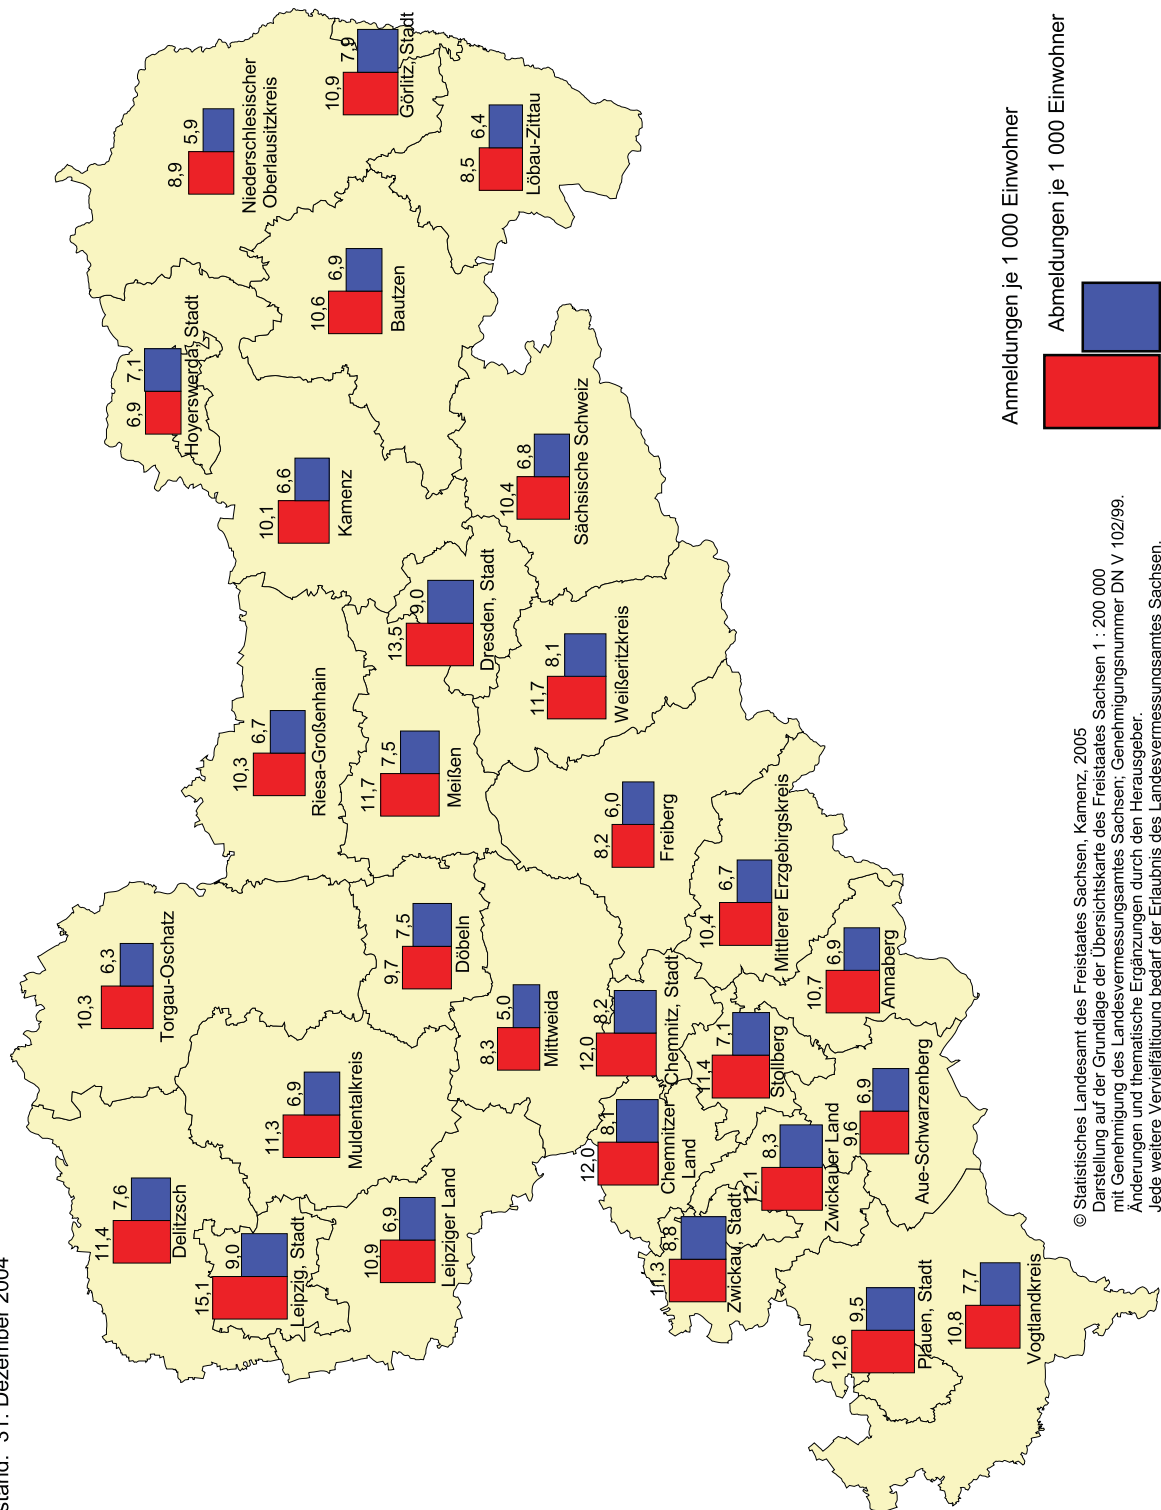 stand: 31. Dezember 2004
11,4
7,6
Delitzsch
10,3
6,3
Torgau-Oschatz
15,1
9,0
Leipzig, Stadt
11,3
6,9
Muldentalkreis
10,9
6,9
Leipziger Land
9,7
7,5
Döbeln
10,3
6,7
Riesa-Großenhain
11,7
7,5
Meißen
6,9
7,1
Hoyerswerda, Stadt
10,1
6,6
Kamenz
10,6
6,9
Bautzen
8,9
5,9
Niederschlesischer
Oberlausitzkreis
10,9
7,9
Görlitz, Stadt
8,5
6,4
Löbau-Zittau
13,5
9,0
Dresden, Stadt
10,4
6,8
Sächsische Schweiz
11,7
8,1
Weißeritzkreis
8,3
5,0
Mittweida
8,2
6,0
Freiberg
12,0
8,1
Chemnitzer
Land
12,0
8,2
Chemnitz, Stadt
10,4
6,7
Mittlerer Erzgebirgskreis
11,3
8,8
Zwickau, Stadt
12,1
8,3
Zwickauer Land
11,4
7,1
Stollberg
10,7
6,9
Annaberg
9,6
6,9
Aue-Schwarzenberg
12,6
9,5
Plauen, Stadt
10,8
7,7
Vogtlandkreis
Anmeldungen je 1 000 Einwohner
Abmeldungen je 1 000 Einwohner
© Statistisches Landesamt des Freistaates Sachsen, Kamenz, 2005
Darstellung auf der Grundlage der Übersichtskarte des Freistaates Sachsen 1 : 200 000
mit Genehmigung des Landesvermessungsamtes Sachsen; Genehmigungsnummer DN V 102/99.
Änderungen und thematische Ergänzungen durch den Herausgeber.
Jede weitere Vervielfältigung bedarf der Erlaubnis des Landesvermessungsamtes Sachsen.